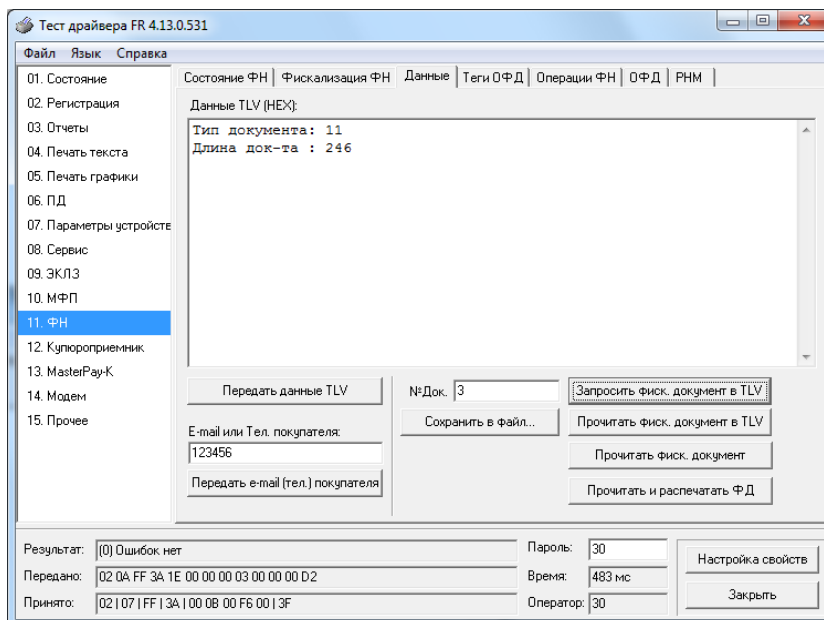 Тест драйвера FR 4.13.0.531
Файл Язык Справка
01. Состояние
02. Регистрация
03. Отчеты
04. Печать текста
05. Печать графики
06. ПД
07. Параметры устройств
08. Сервис
09. ЭКЛЗ
10. МФП
11. ФН
12. Купюроприемник
13. MasterPay-K
14. Модем
15. Прочее
Состояние ФН Фискализация ФН Данные Теги ОФД Операции ФН ОФД РНМ
Данные TLV (HEX):
Тип документа: 11
Длина док-та : 246
Передать данные TLV
E-mail или Тел. покупателя:
123456
Передать e-mail (тел.) покупателя
№Док. 3
Сохранить в файл...
Запросить фиск. документ в TLV
Прочитать фиск. документ в TLV
Прочитать фиск. документ
Прочитать и распечатать ФД
Результат: (0) Ошибок нет
Передано: 02 0A FF 3A 1E 00 00 00 03 00 00 00 D2
Принято: 02 | 07 | FF | 3A | 00 0B 00 F6 00 | 3F
Пароль: 30
Время: 483 мс
Оператор: 30
Настройка свойств
Закрыть